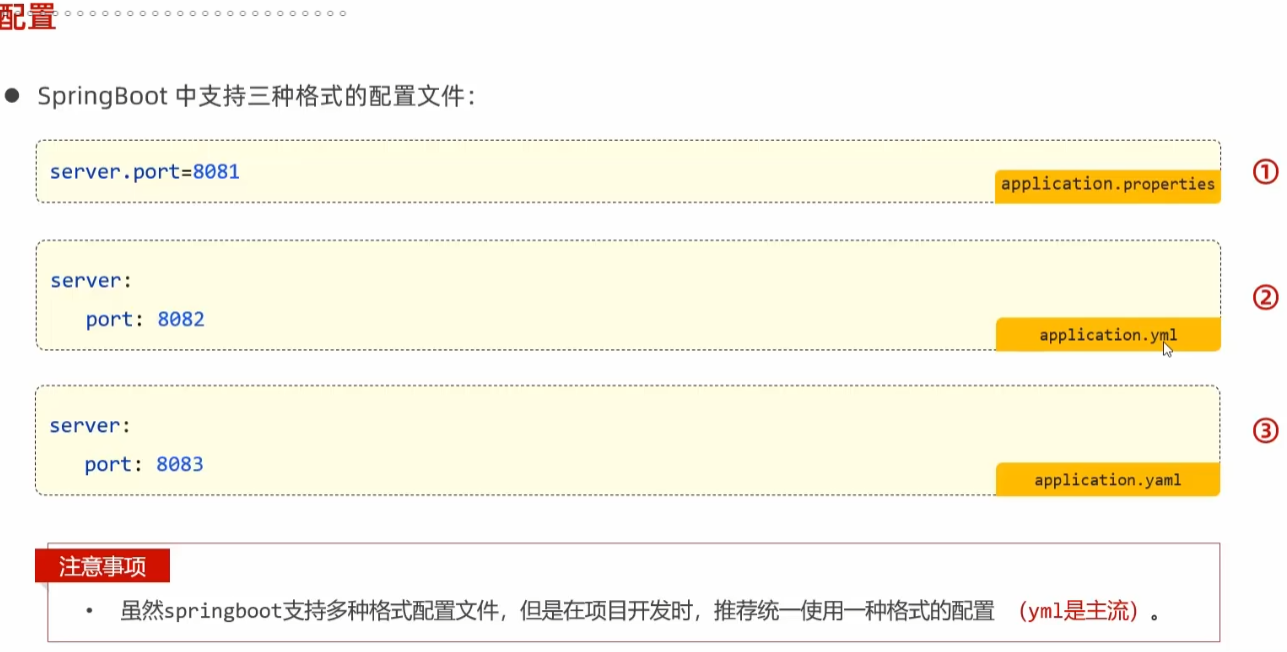 配置
● SpringBoot 中支持三种格式的配置文件：
server.port=8081
application.properties
①
server:
port: 8082
application.yml
②
server:
port: 8083
application.yaml
③
注意事项
• 虽然springboot支持多种格式配置文件，但是在项目开发时，推荐统一使用一种格式的配置 （yml是主流）。